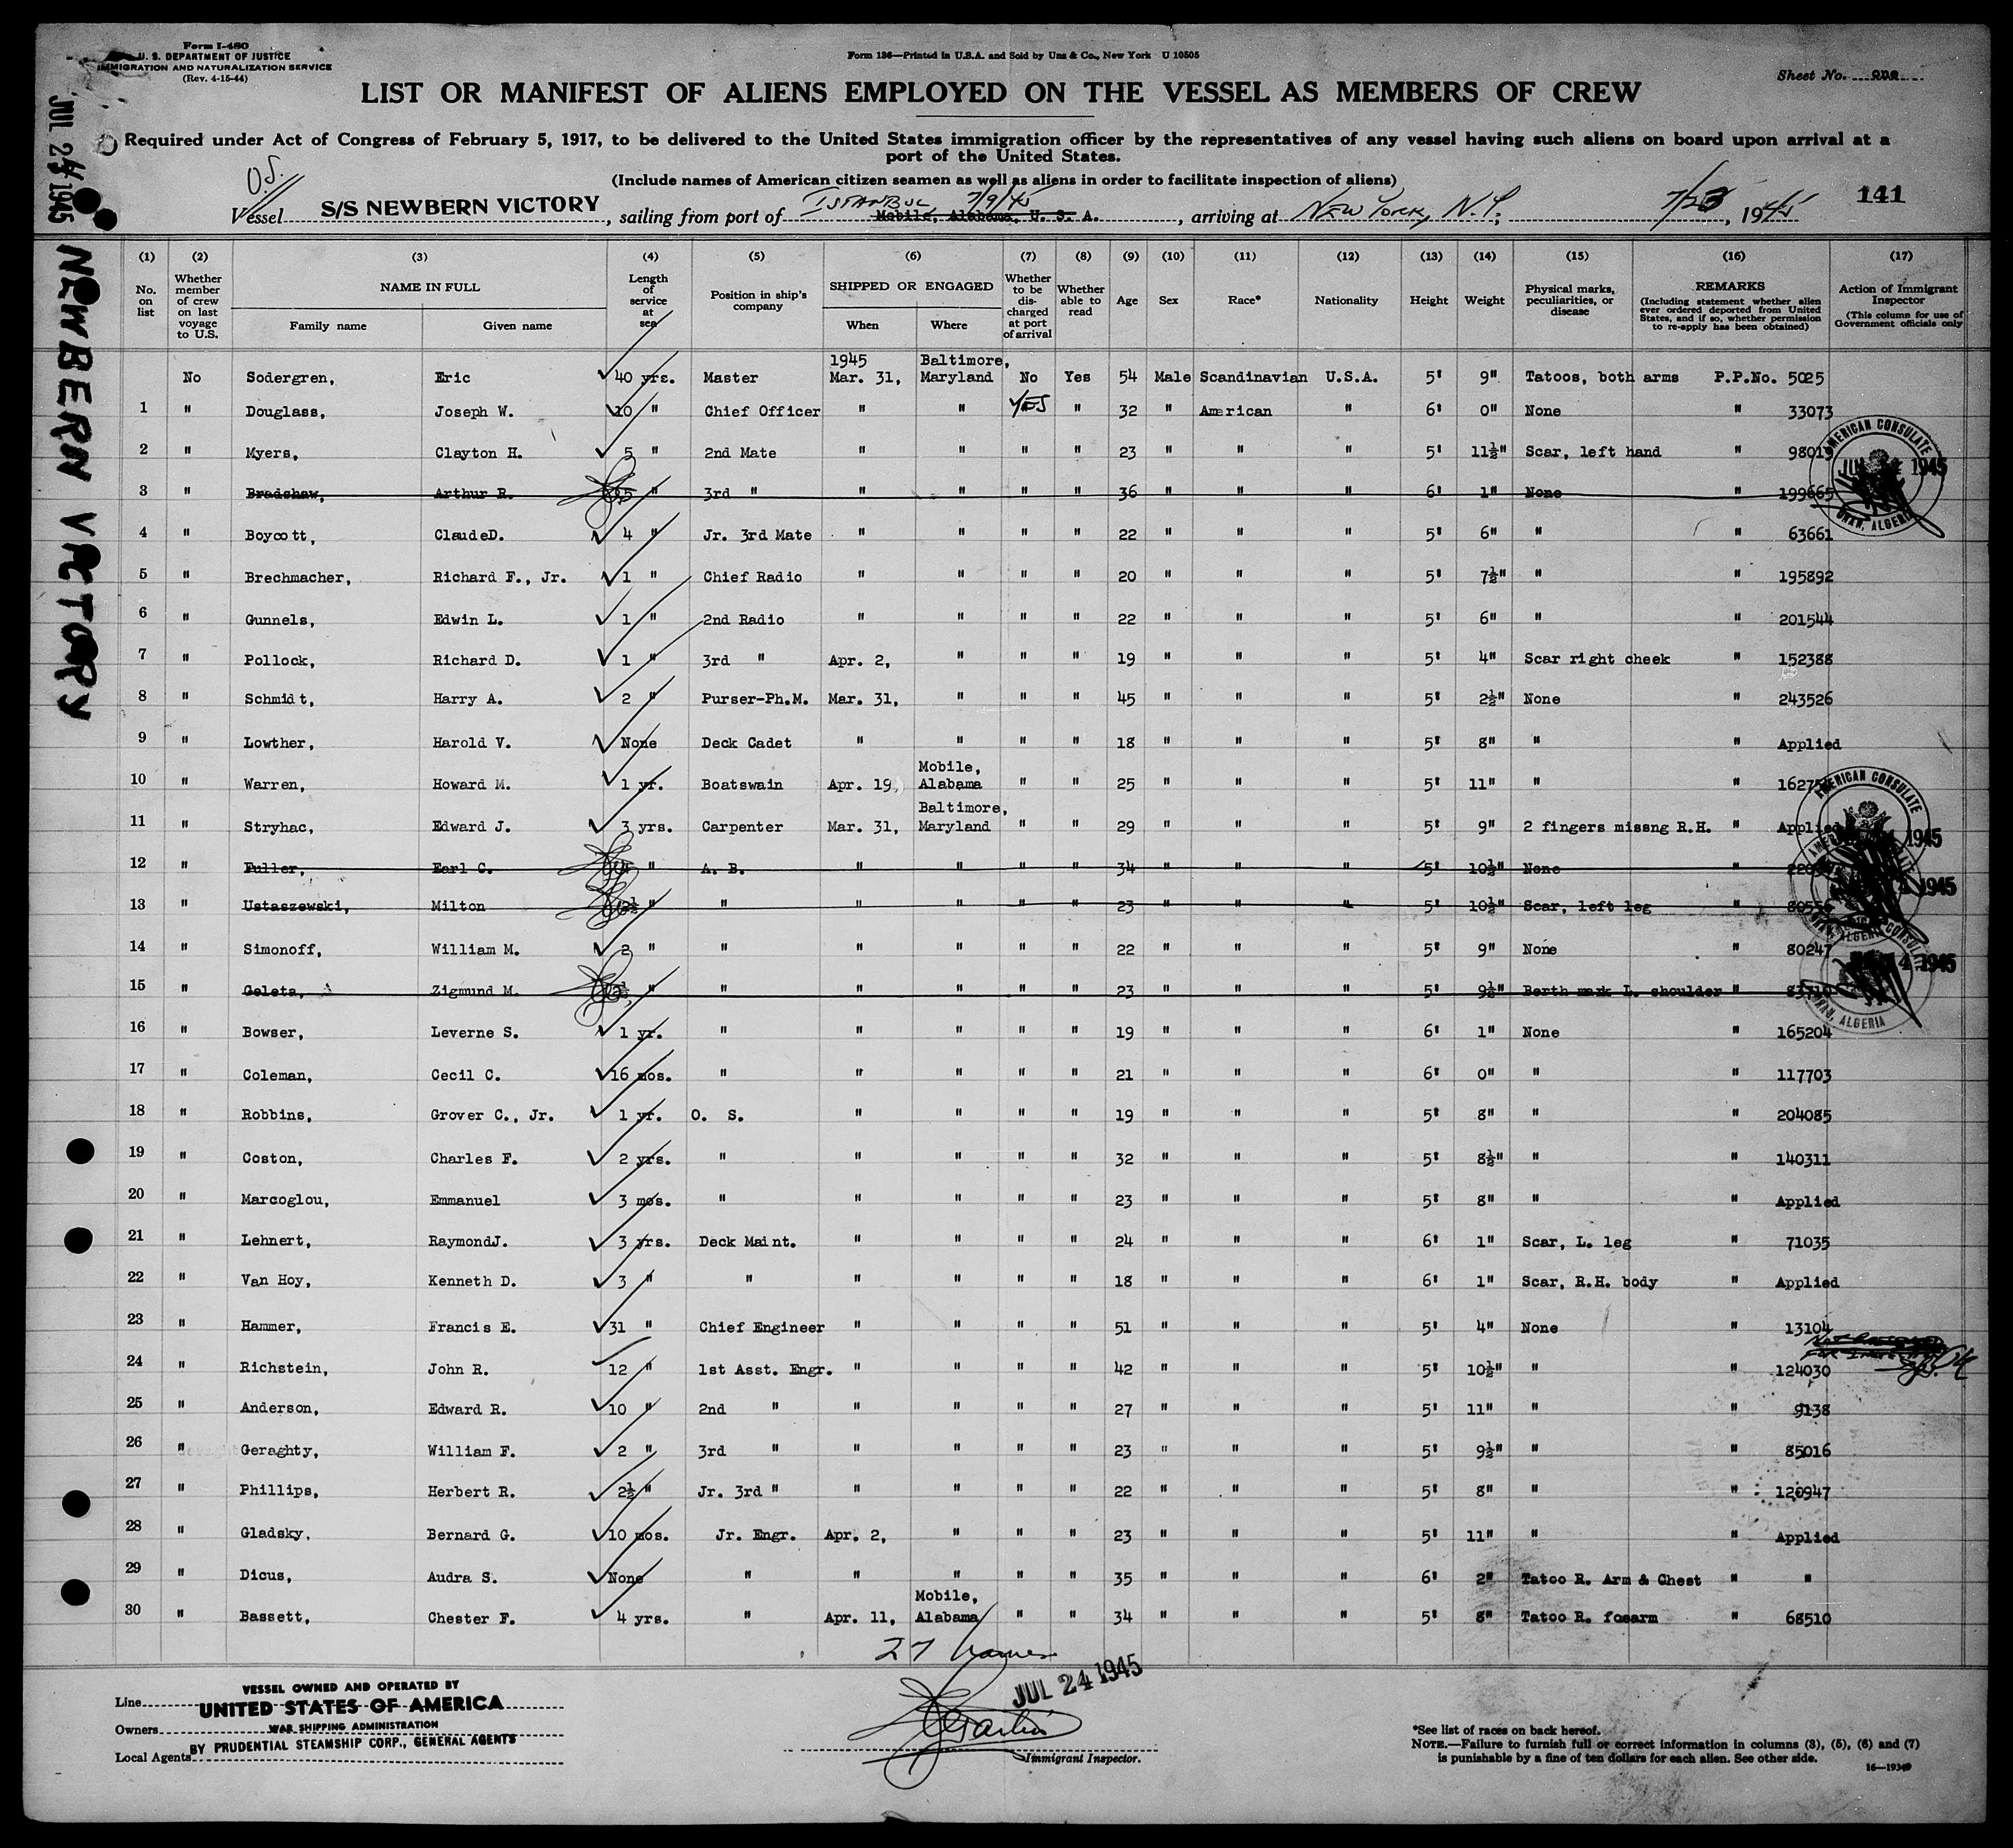 Form I-480
U. S. DEPARTMENT OF JUSTICE
IMMIGRATION AND NATURALIZATION SERVICE
(Rev. 4-15-44)
Form 136—Printed in U.S.A. and Sold by Unz & Co., New York U 10505
Sheet No. one
LIST OR MANIFEST OF ALIENS EMPLOYED ON THE VESSEL AS MEMBERS OF CREW
Required under Act of Congress of February 5, 1917, to be delivered to the United States immigration officer by the representatives of any vessel having such aliens on board upon arrival at a
port of the United States.
(Include names of American citizen seamen as well as aliens in order to facilitate inspection of aliens)
U.S.
Istanbul, 7/9/45
Vessel S/S NEWBERN VICTORY, sailing from port of Mobile, Alabama, U. S. A., arriving at New York, N.Y., 7/23, 1945
141
JUL 24 1945
NEWBERN VICTORY
(1) (2) (3) (4) (5) (6) (7) (8) (9) (10) (11) (12) (13) (14) (15) (16) (17)
No. on list
Whether member of crew on last voyage to U.S.
NAME IN FULL
Family name Given name
Length of service at sea
Position in ship's company
SHIPPED OR ENGAGED
When Where
Whether to be discharged at port of arrival
Whether able to read
Age Sex Race* Nationality Height Weight
Physical marks, peculiarities, or disease
REMARKS
(Including statement whether alien ever ordered deported from United States, and if so, whether permission to re-apply has been obtained)
Action of Immigrant Inspector
(This column for use of Government officials only
1945 Baltimore,
No Sodergren, Eric 40 yrs. Master Mar. 31, Maryland No Yes 54 Male Scandinavian U.S.A. 5' 9" Tatoos, both arms P.P.No. 5025
1 " Douglass, Joseph W. 10 " Chief Officer " " Yes " 32 " American " 6' 0" None " 33073
2 " Myers, Clayton H. 5 " 2nd Mate " " " " 23 " " " 5' 11½" Scar, left hand " 98019
3 " Bradshaw, Arthur R. " 3rd " " " " " 36 " " " 6' 1" None " 199665
4 " Boycott, ClaudeD. 4 " Jr. 3rd Mate " " " " 22 " " " 5' 6" " " 63661
5 " Brechmacher, Richard F., Jr. 1 " Chief Radio " " " " 20 " " " 5' 7½" " " 195892
6 " Gunnels, Edwin L. 1 " 2nd Radio " " " " 22 " " " 5' 6" " " 201544
7 " Pollock, Richard D. 1 " 3rd " Apr. 2, " " " 19 " " " 5' 4" Scar right cheek " 152388
8 " Schmidt, Harry A. 2 " Purser-Ph.M. Mar. 31, " " " 45 " " " 5' 2½" None " 243526
9 " Lowther, Harold V. None Deck Cadet " " " " 18 " " " 5' 8" " " Applied
Mobile,
10 " Warren, Howard M. 1 yr. Boatswain Apr. 19, Alabama " " 25 " " " 5' 11" "
Baltimore,
11 " Stryhac, Edward J. 3 yrs. Carpenter Mar. 31, Maryland " " 29 " " " 5' 9" 2 fingers missng R.H. " Applied
12 " Fuller, Earl C. " A. B. " " " " 34 " " " 5' 10½" None "
13 " Ustaszewski, Milton 2½ " " " " " " 23 " " " 5' 10½" Scar, left leg "
14 " Simonoff, William M. 2 " " " " " " 22 " " " 5' 9" None " 80247
15 " Geleta, Zigmund M. " " " " " " 23 " " " 5' 9½" Berth mark L. shoulder "
16 " Bowser, Leverne S. 1 yr. " " " " " 19 " " " 6' 1" None " 165204
17 " Coleman, Cecil C. 16 mos. " " " " " 21 " " " 6' 0" " " 117703
18 " Robbins, Grover C., Jr. 1 yr. O. S. " " " " 19 " " " 5' 8" " " 204085
19 " Coston, Charles F. 2 yrs. " " " " " 32 " " " 5' 8½" " " 140311
20 " Marcoglou, Emmanuel 3 mos. " " " " " 23 " " " 5' 8" " " Applied
21 " Lehnert, RaymondJ. 3 yrs. Deck Maint. " " " " 24 " " " 6' 1" Scar, L. leg " 71035
22 " Van Hoy, Kenneth D. 3 " " " " " " 18 " " " 6' 1" Scar, R.H. body " Applied
23 " Hammer, Francis E. 31 " Chief Engineer " " " " 51 " " " 5' 4" None " 13104
24 " Richstein, John R. 12 " 1st Asst. Engr. " " " " 42 " " " 5' 10½" " " 124030
25 " Anderson, Edward R. 10 " 2nd " " " " " 27 " " " 5' 11" " " 9138
26 " Geraghty, William F. 2 " 3rd " " " " " 23 " " " 5' 9½" " " 85016
27 " Phillips, Herbert R. 2½ " Jr. 3rd " " " " " 22 " " " 5' 8" " " 120947
28 " Gladsky, Bernard G. 10 mos. Jr. Engr. Apr. 2, " " " 23 " " " 5' 11" " " Applied
29 " Dicus, Audra S. None " " " " " 35 " " " 6' 2" Tatoo R. Arm & Chest " "
Mobile,
30 " Bassett, Chester F. 4 yrs. " Apr. 11, Alabama " " 34 " " " 5' 8" Tatoo R. foearm " 68510
AMERICAN CONSULATE
1945
ORAN, ALGERIA
AMERICAN CONSULATE
1945
1945
4 1945
ORAN, ALGERIA
27 names
JUL 24 1945
Immigrant Inspector.
VESSEL OWNED AND OPERATED BY
Line UNITED STATES OF AMERICA
Owners WAR SHIPPING ADMINISTRATION
Local Agents BY PRUDENTIAL STEAMSHIP CORP., GENERAL AGENTS
*See list of races on back hereof.
NOTE.—Failure to furnish full or correct information in columns (3), (5), (6) and (7)
is punishable by a fine of ten dollars for each alien. See other side.
16—19349